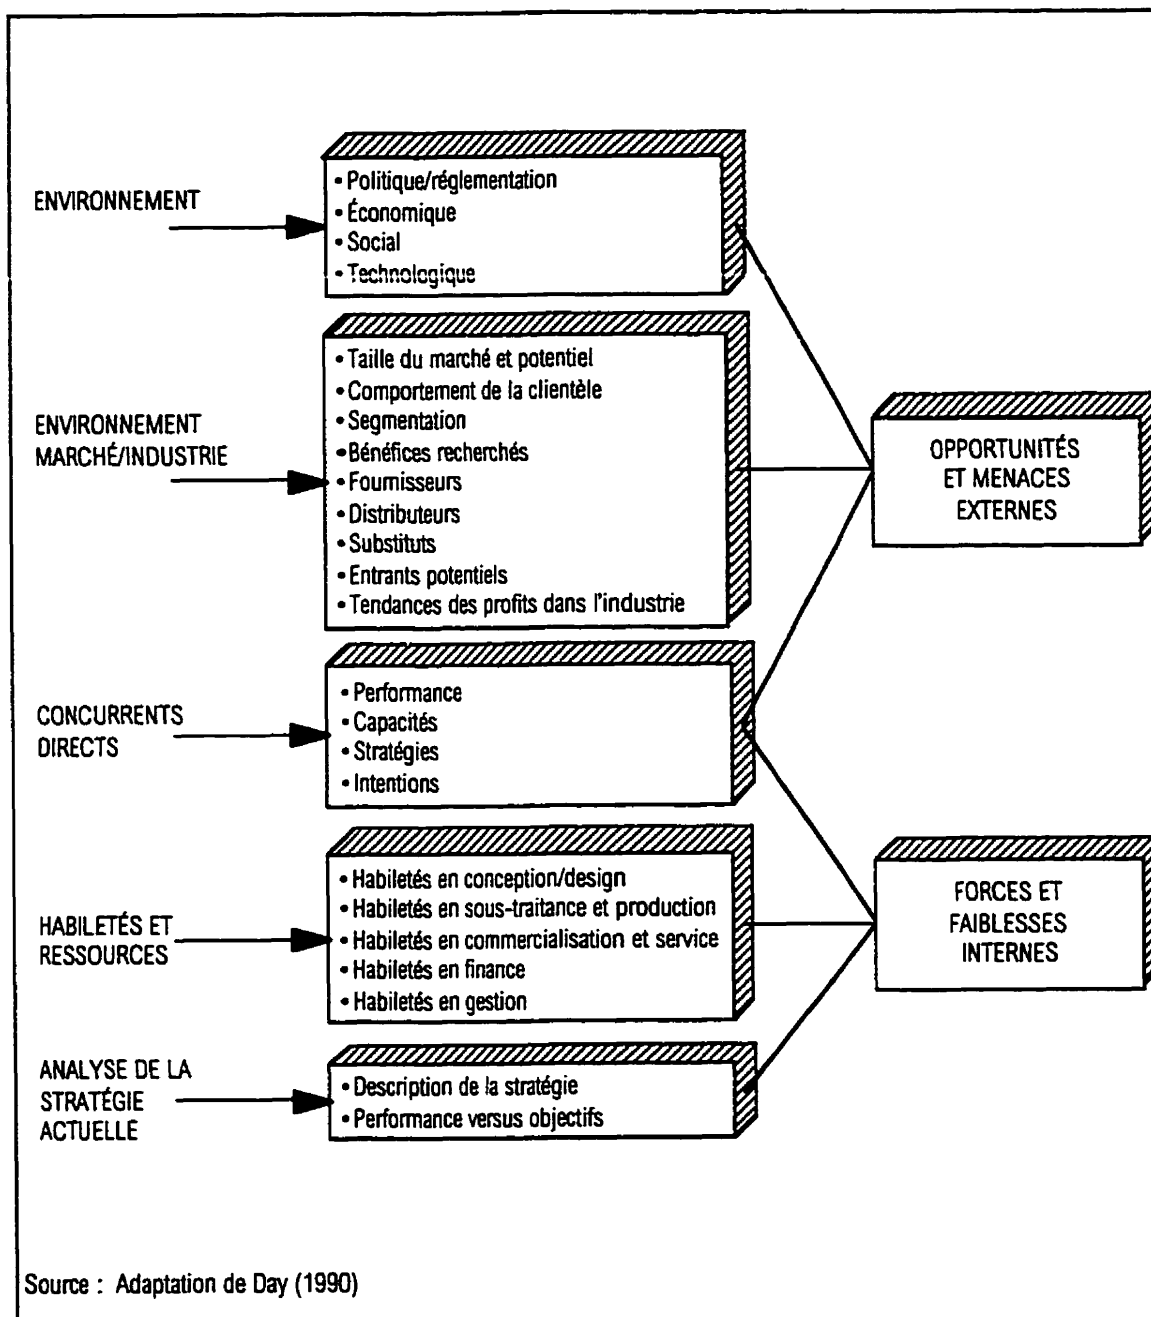 ENVIRONNEMENT
• Politique/réglementation
• Économique
• Social
• Technologique
ENVIRONNEMENT
MARCHÉ/INDUSTRIE
• Taille du marché et potentiel
• Comportement de la clientèle
• Segmentation
• Bénéfices recherchés
• Fournisseurs
• Distributeurs
• Substituts
• Entrants potentiels
• Tendances des profits dans l'industrie
OPPORTUNITÉS
ET MENACES
EXTERNES
CONCURRENTS
DIRECTS
• Performance
• Capacités
• Stratégies
• Intentions
HABILETÉS ET
RESSOURCES
• Habiletés en conception/design
• Habiletés en sous-traitance et production
• Habiletés en commercialisation et service
• Habiletés en finance
• Habiletés en gestion
FORCES ET
FAIBLESSES
INTERNES
ANALYSE DE LA
STRATÉGIE
ACTUELLE
• Description de la stratégie
• Performance versus objectifs
Source : Adaptation de Day (1990)